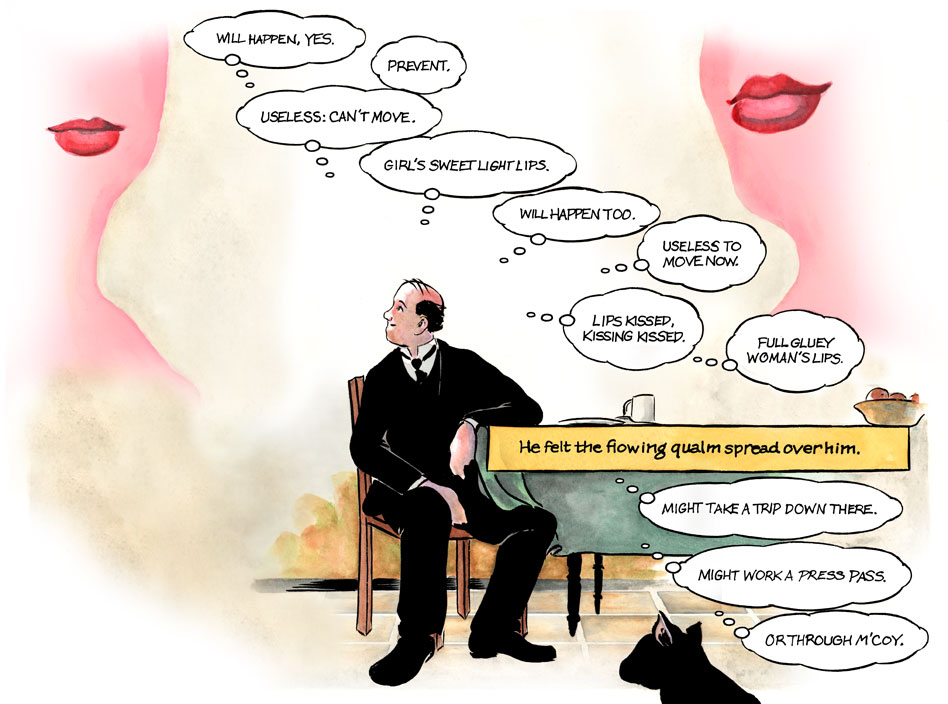 WILL HAPPEN, YES.
PREVENT.
USELESS: CAN'T MOVE.
GIRL'S SWEET LIGHT LIPS.
WILL HAPPEN TOO.
USELESS TO
MOVE NOW.
LIPS KISSED,
KISSING KISSED.
FULL GLUEY
WOMAN'S LIPS.
He felt the flowing qualm spread over him.
MIGHT TAKE A TRIP DOWN THERE.
MIGHT WORK A PRESS PASS.
OR THROUGH M'COY.